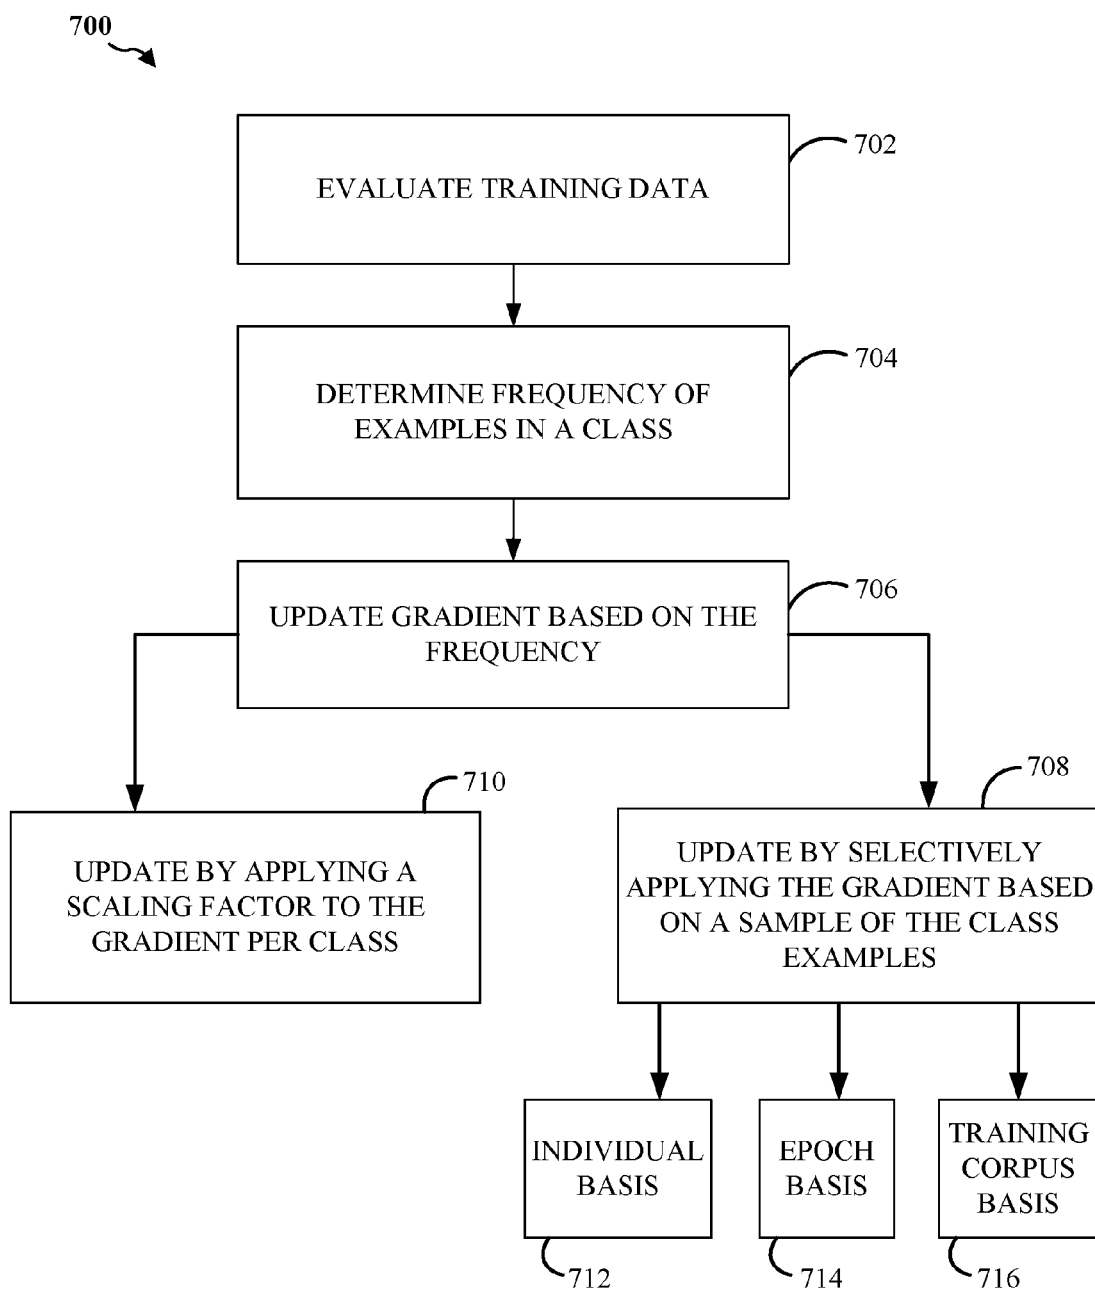 700
EVALUATE TRAINING DATA
702
DETERMINE FREQUENCY OF
EXAMPLES IN A CLASS
704
UPDATE GRADIENT BASED ON THE
FREQUENCY
706
710
UPDATE BY APPLYING A
SCALING FACTOR TO THE
GRADIENT PER CLASS
708
UPDATE BY SELECTIVELY
APPLYING THE GRADIENT BASED
ON A SAMPLE OF THE CLASS
EXAMPLES
INDIVIDUAL
BASIS
712
EPOCH
BASIS
714
TRAINING
CORPUS
BASIS
716